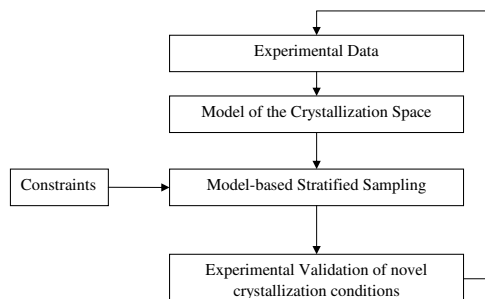 Experimental Data
Model of the Crystallization Space
Constraints
Model-based Stratified Sampling
Experimental Validation of novel
crystallization conditions